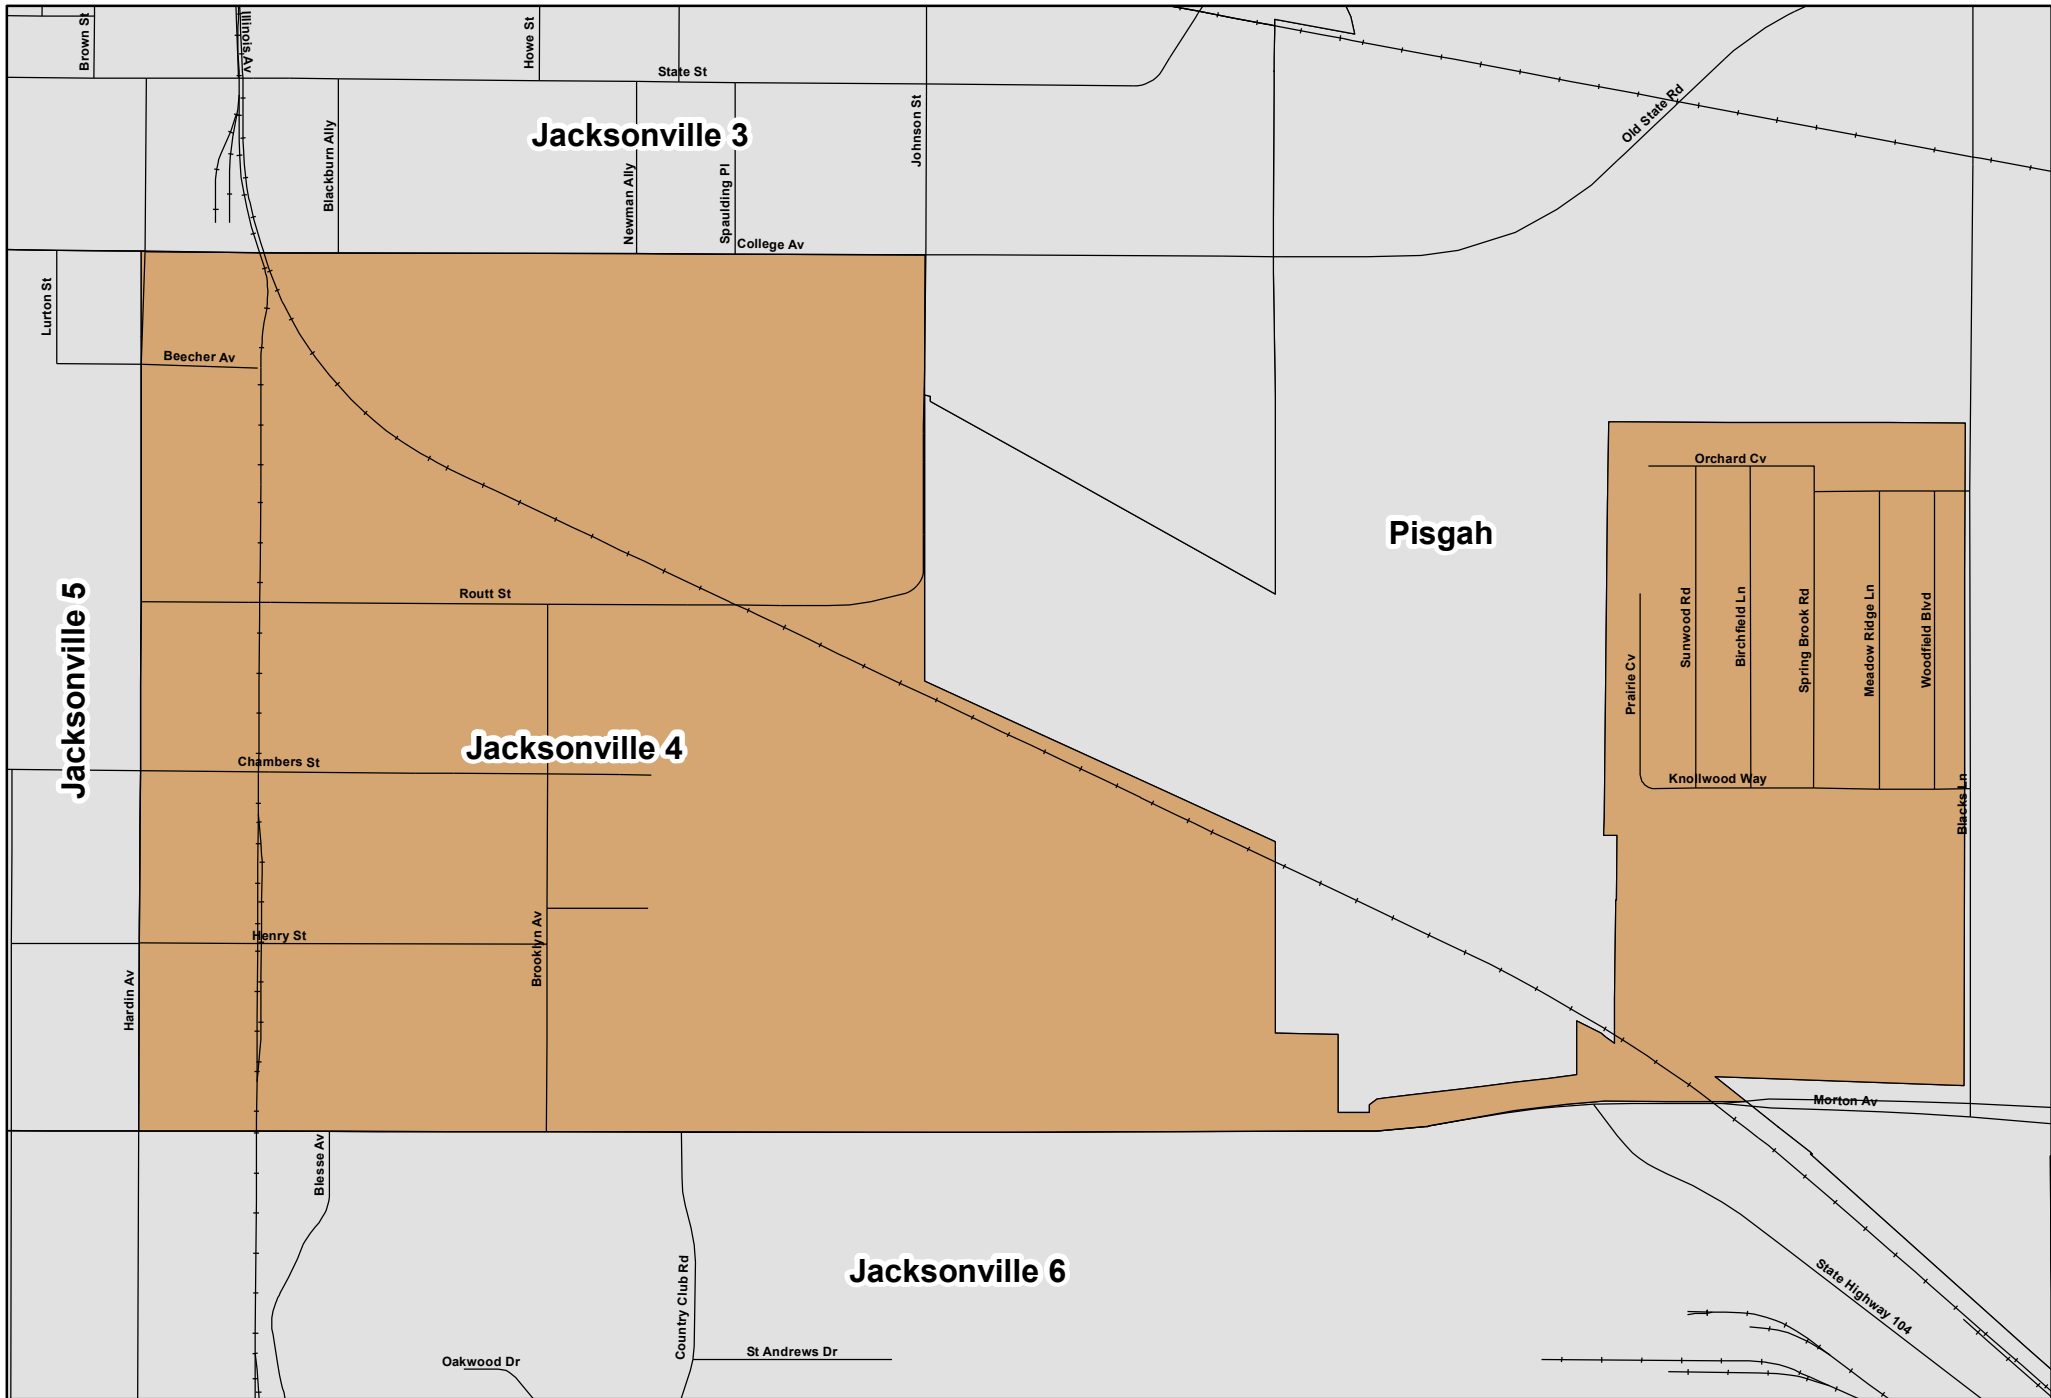 Brown St
Illinois Av
Howe St
State St
Old State Rd
Jacksonville 3
Blackburn Ally
Newman Ally
Spaulding Pl
Johnson St
College Av
Lurton St
Beecher Av
Orchard Cv
Pisgah
Jacksonville 5
Routt St
Sunwood Rd
Birchfield Ln
Spring Brook Rd
Meadow Ridge Ln
Woodfield Blvd
Prairie Cv
Jacksonville 4
Chambers St
Knollwood Way
Blacks Ln
Henry St
Brooklyn Av
Hardin Av
Morton Av
Blesse Av
Country Club Rd
Jacksonville 6
State Highway 104
Oakwood Dr
St Andrews Dr